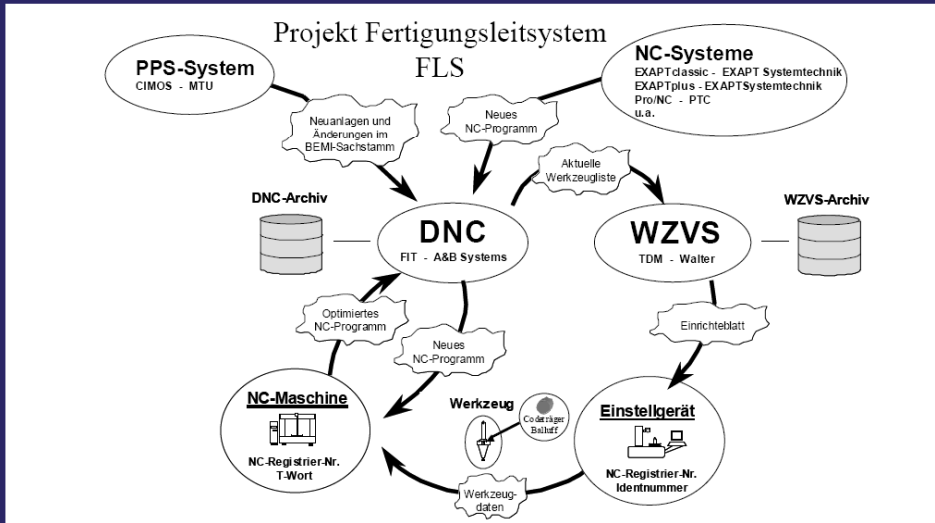 Projekt Fertigungsleitsystem
FLS
PPS-System
CIMOS - MTU
NC-Systeme
EXAPTclassic - EXAPT Systemtechnik
EXAPTplus - EXAPTSystemtechnik
Pro/NC - PTC
u.a.
Neuanlagen und
Änderungen im
BEMI-Sachstamm
Neues
NC-Programm
Aktuelle
Werkzeugliste
DNC-Archiv
DNC
FIT - A&B Systems
WZVS
TDM - Walter
WZVS-Archiv
Optimiertes
NC-Programm
Neues
NC-Programm
Einrichteblatt
NC-Maschine
NC-Registrier-Nr.
T-Wort
Werkzeug
Codeträger
Balluff
Einstellgerät
NC-Registrier-Nr.
Identnummer
Werkzeug-
daten